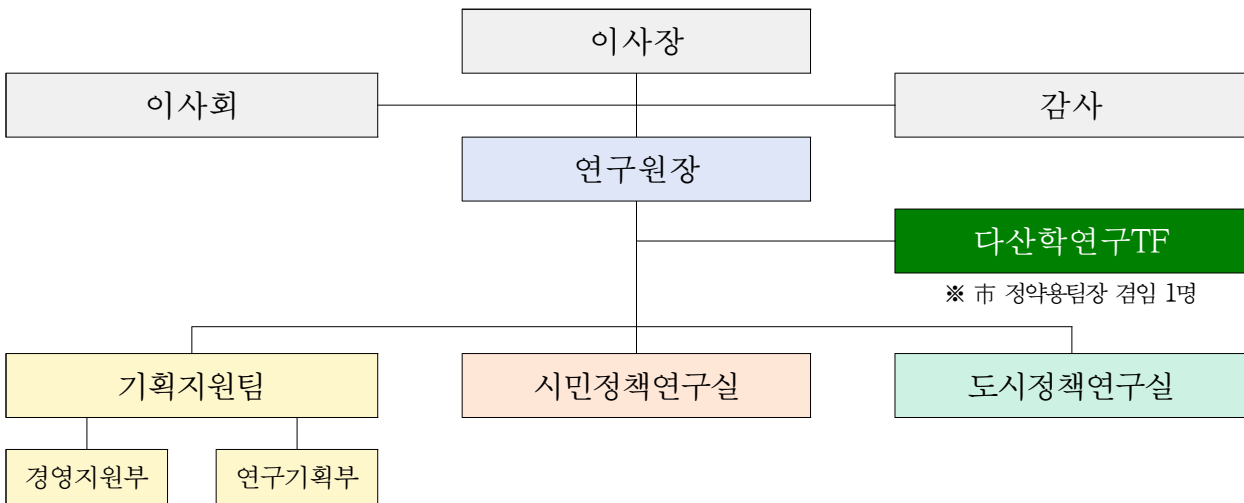 이사장
이사회
감사
연구원장
다산학연구TF
※ 市 정약용팀장 겸임 1명
기획지원팀
시민정책연구실
도시정책연구실
경영지원부
연구기획부